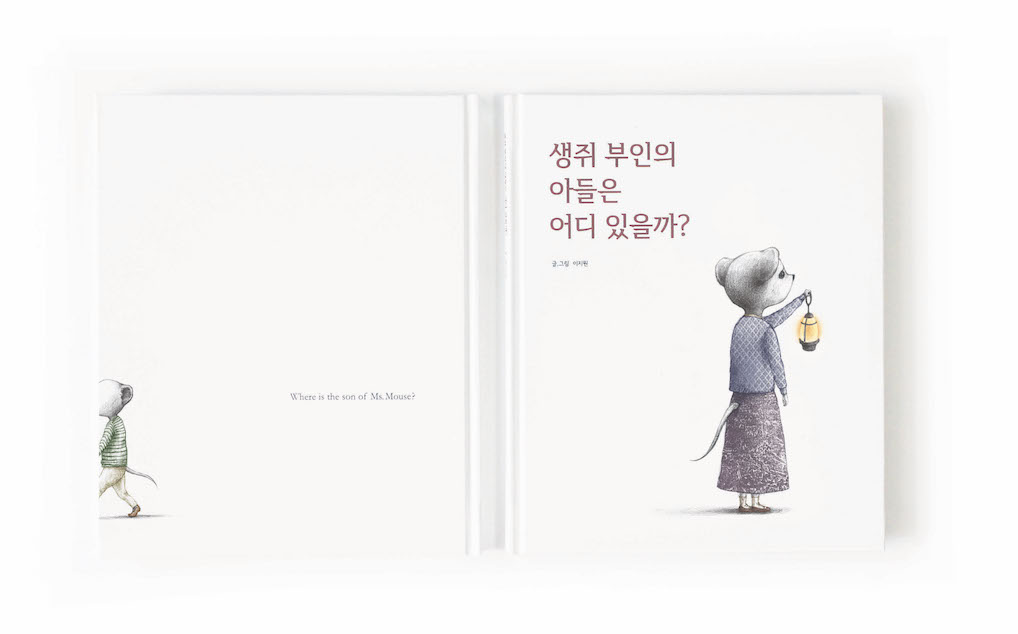 생쥐 부인의
아들은
어디 있을까?
글.그림 이지원
Where is the son of Ms. Mouse?